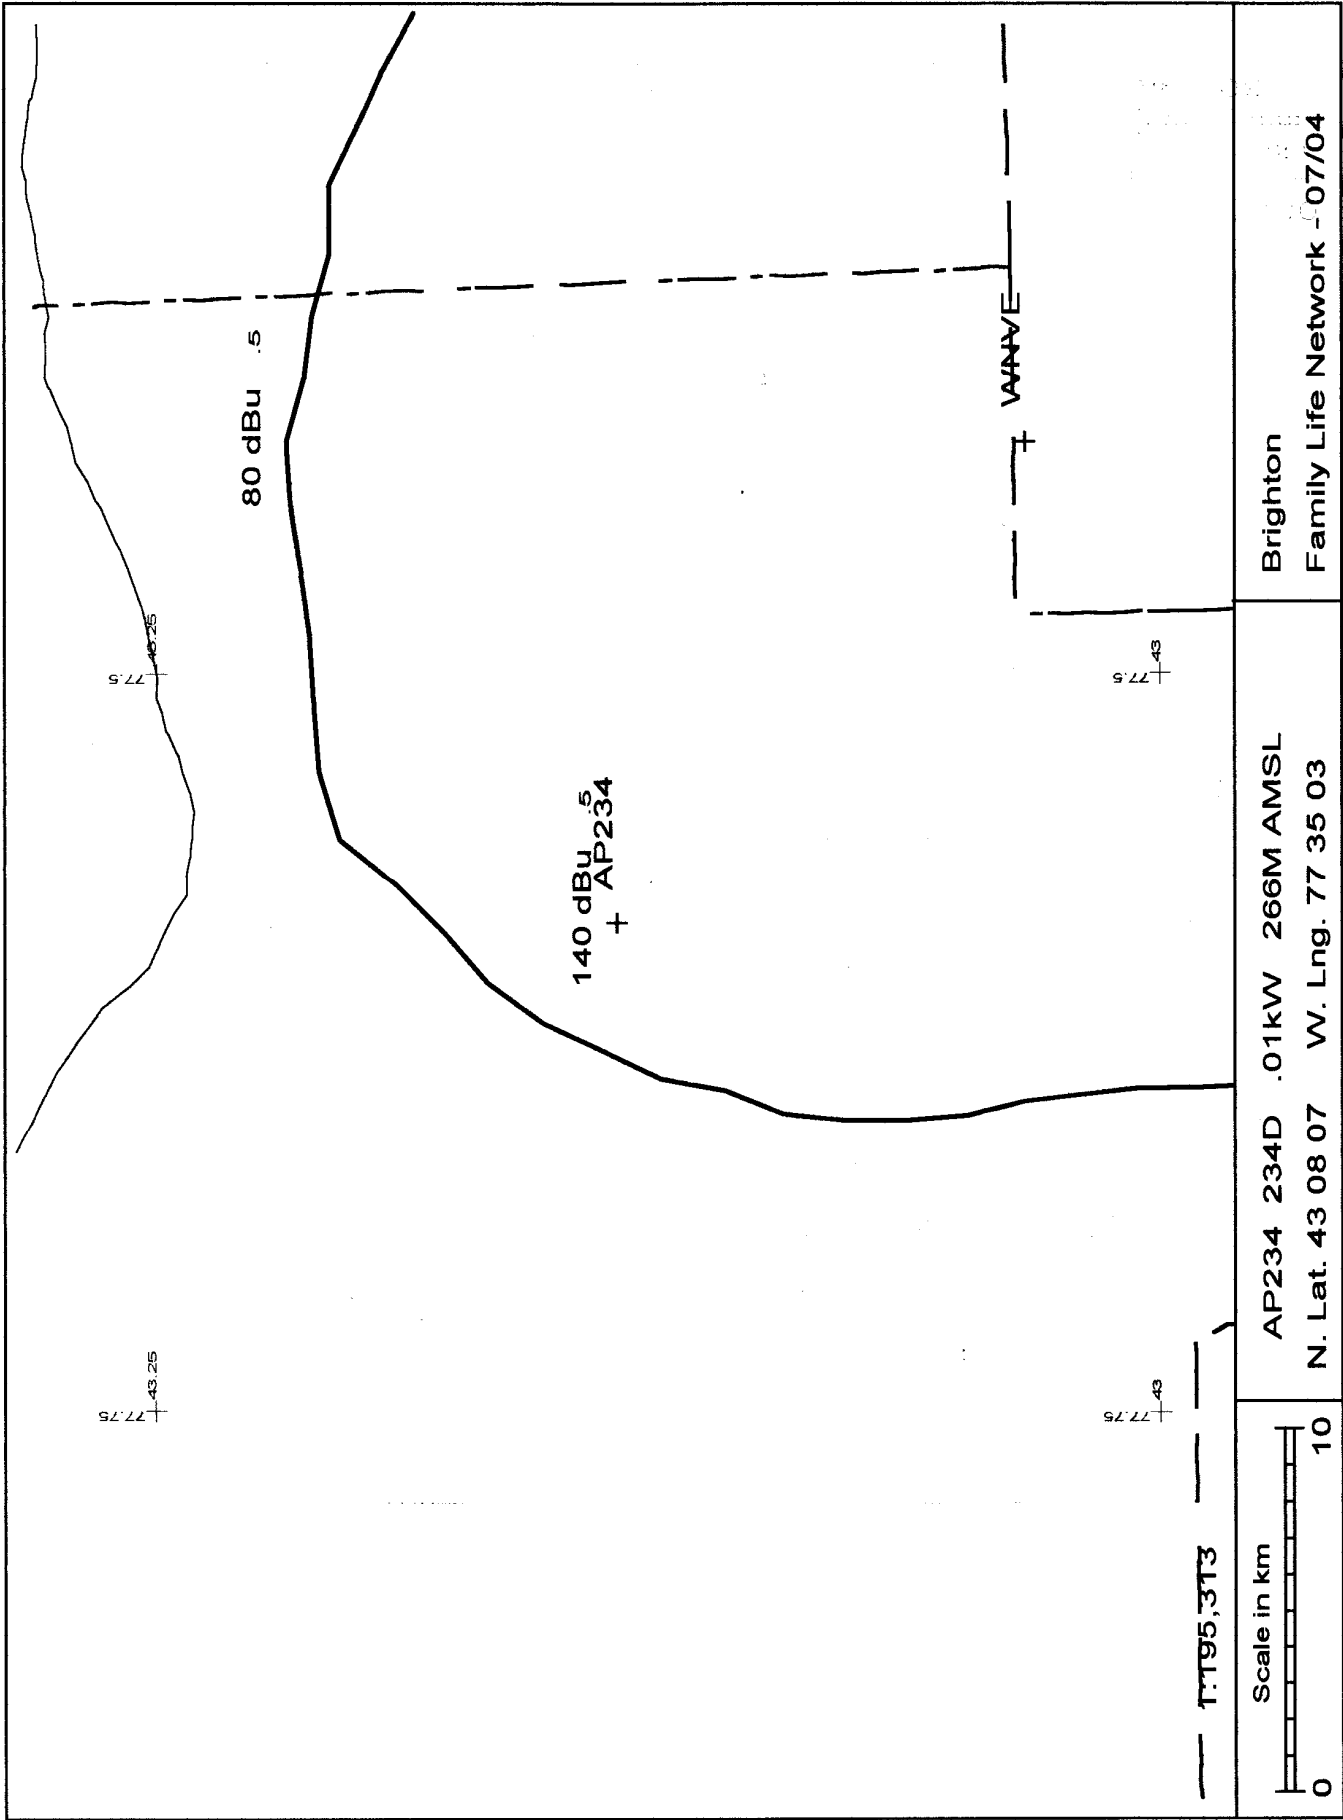 77.75
43.25
77.5
43.25
80 dBu .5
140 dBu .5
AP234
WNVE
77.75
43
77.5
43
1:195,313
Scale in km
0 10
AP234 234D .01kW 266M AMSL
N. Lat. 43 08 07 W. Lng. 77 35 03
Brighton
Family Life Network - 07/04